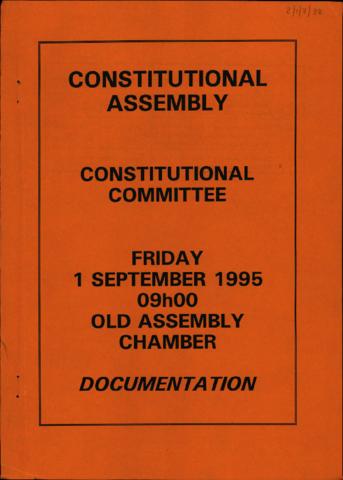 CONSTITUTIONAL
ASSEMBLY
CONSTITUTIONAL
COMMITTEE
FRIDAY
1 SEPTEMBER 1995
09h00
OLD ASSEMBLY
CHAMBER
DOCUMENTATION